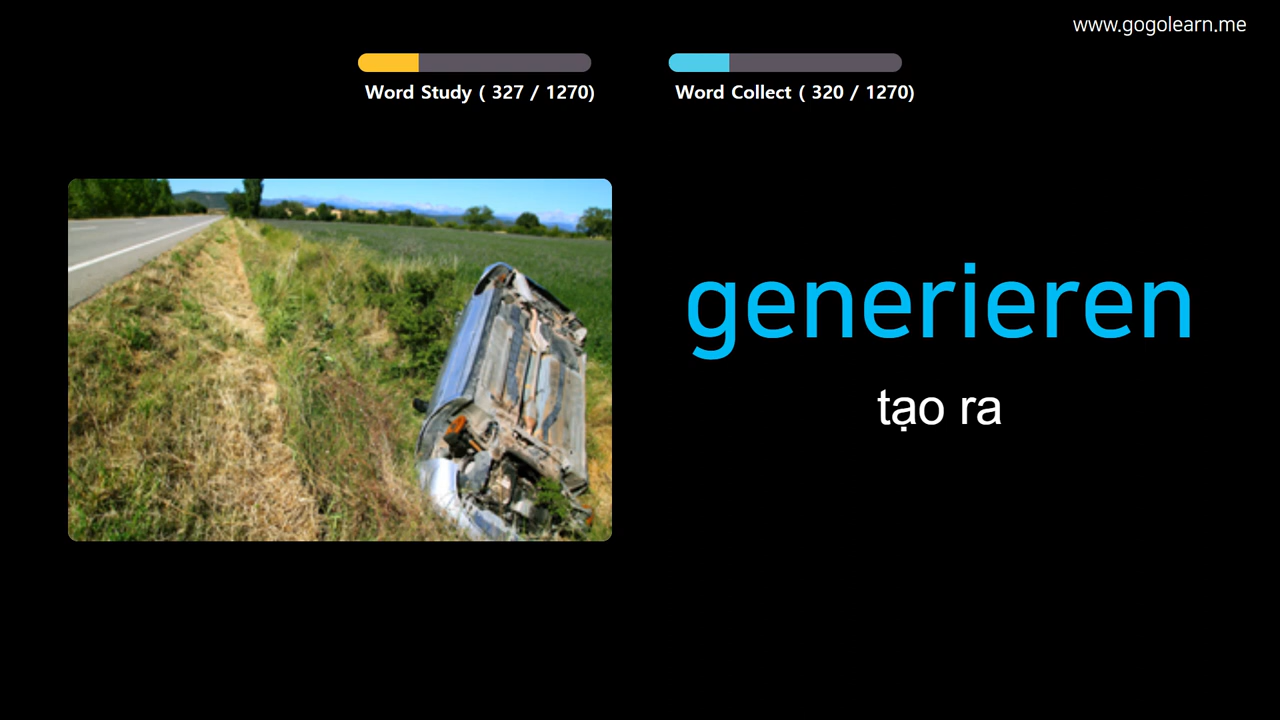 www.gogolearn.me
Word Study ( 327 / 1270)
Word Collect ( 320 / 1270)
generieren
tạo ra